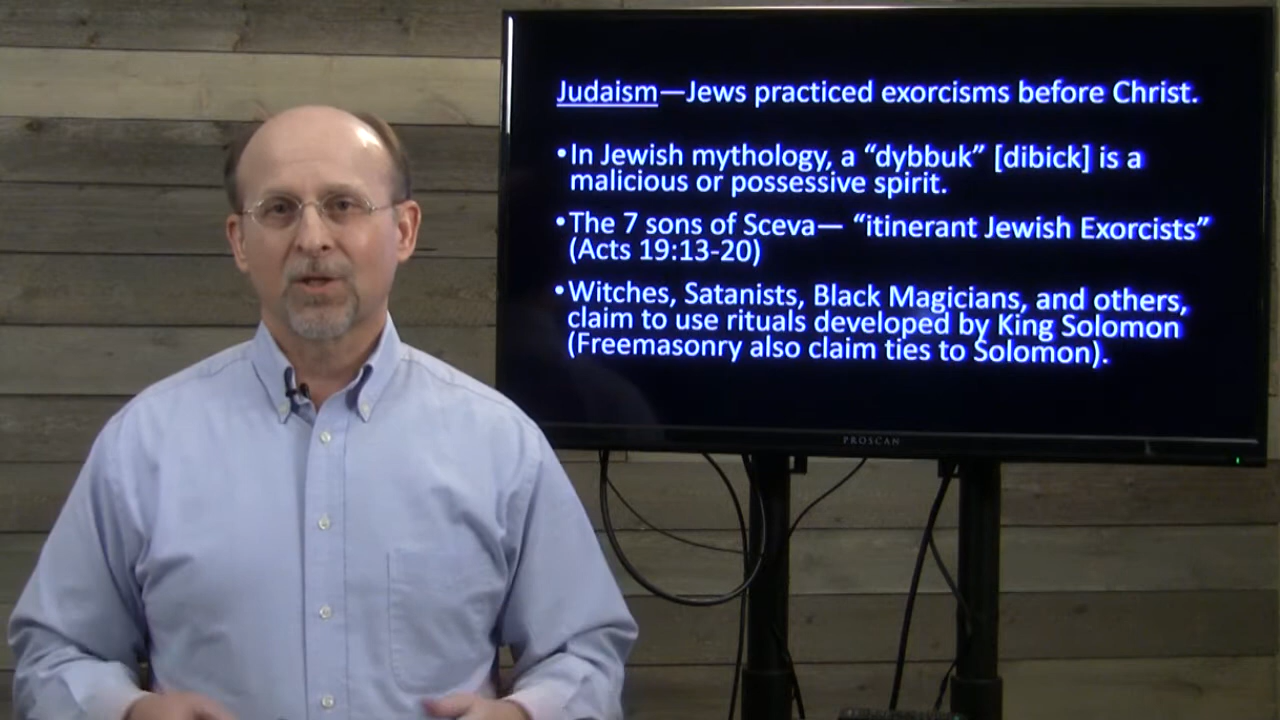 Judaism—Jews practiced exorcisms before Christ.
•In Jewish mythology, a “dybbuk” [dibick] is a
malicious or possessive spirit.
•The 7 sons of Sceva— “itinerant Jewish Exorcists”
(Acts 19:13-20)
•Witches, Satanists, Black Magicians, and others,
claim to use rituals developed by King Solomon
(Freemasonry also claim ties to Solomon).
PROSCAN